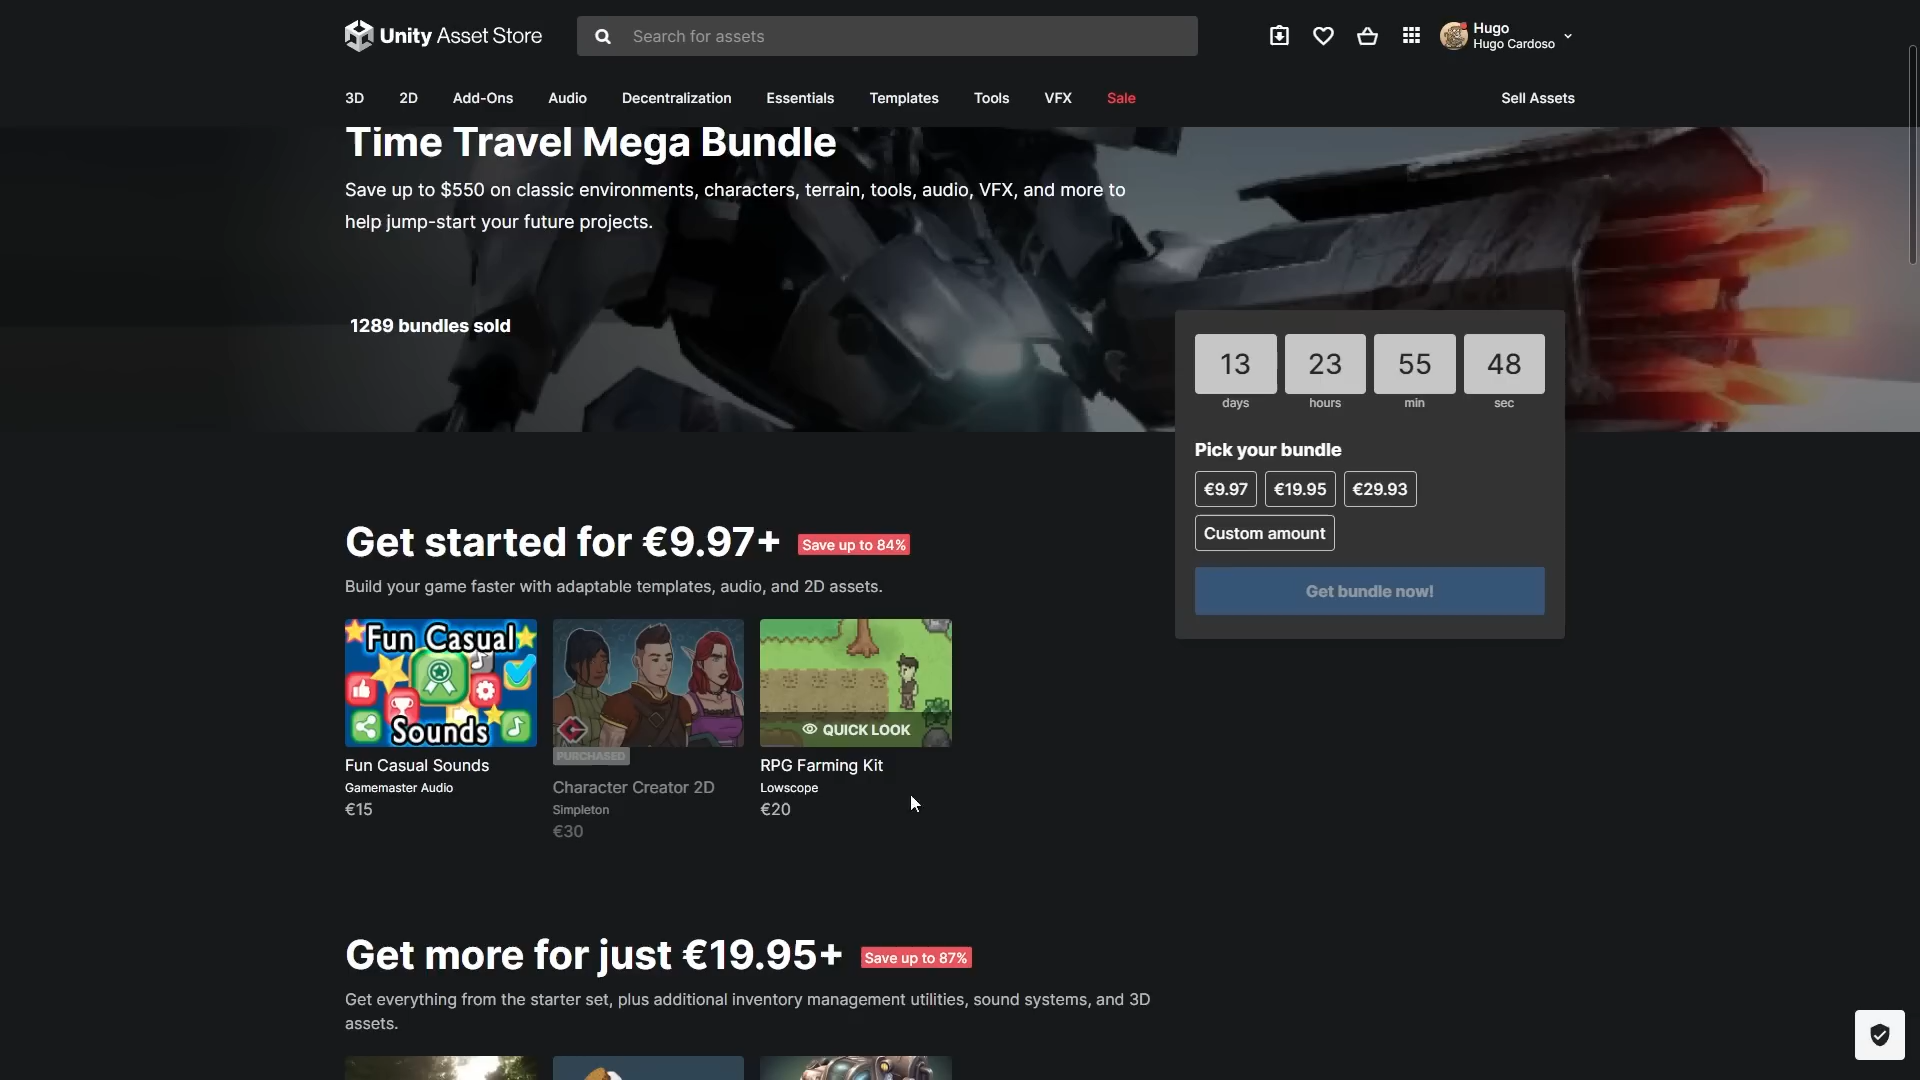 Unity Asset Store
Search for assets
Hugo
Hugo Cardoso
3D
2D
Add-Ons
Audio
Decentralization
Essentials
Templates
Tools
VFX
Sale
Sell Assets
Time Travel Mega Bundle
Save up to $550 on classic environments, characters, terrain, tools, audio, VFX, and more to
help jump-start your future projects.
1289 bundles sold
13
23
55
48
days
hours
min
sec
Pick your bundle
€9.97
€19.95
€29.93
Custom amount
Get bundle now!
Get started for €9.97+
Save up to 84%
Build your game faster with adaptable templates, audio, and 2D assets.
Fun Casual
Sounds
PURCHASED
QUICK LOOK
Fun Casual Sounds
Gamemaster Audio
€15
Character Creator 2D
Simpleton
€30
RPG Farming Kit
Lowscope
€20
Get more for just €19.95+
Save up to 87%
Get everything from the starter set, plus additional inventory management utilities, sound systems, and 3D
assets.